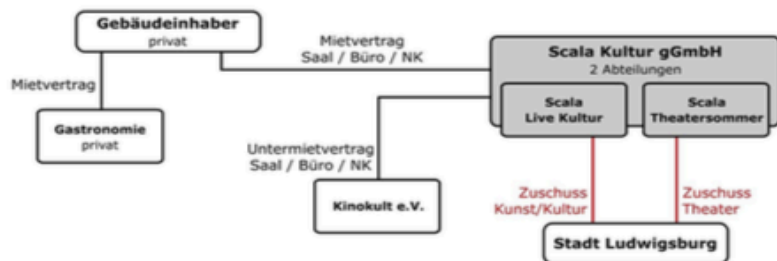 Gebäudeinhaber
privat
Mietvertrag
Saal / Büro / NK
Scala Kultur gGmbH
2 Abteilungen
Mietvertrag
Scala
Live Kultur
Scala
Theatersommer
Gastronomie
privat
Untermietvertrag
Saal / Büro / NK
Kinokult e.V.
Zuschuss
Kunst/Kultur
Zuschuss
Theater
Stadt Ludwigsburg